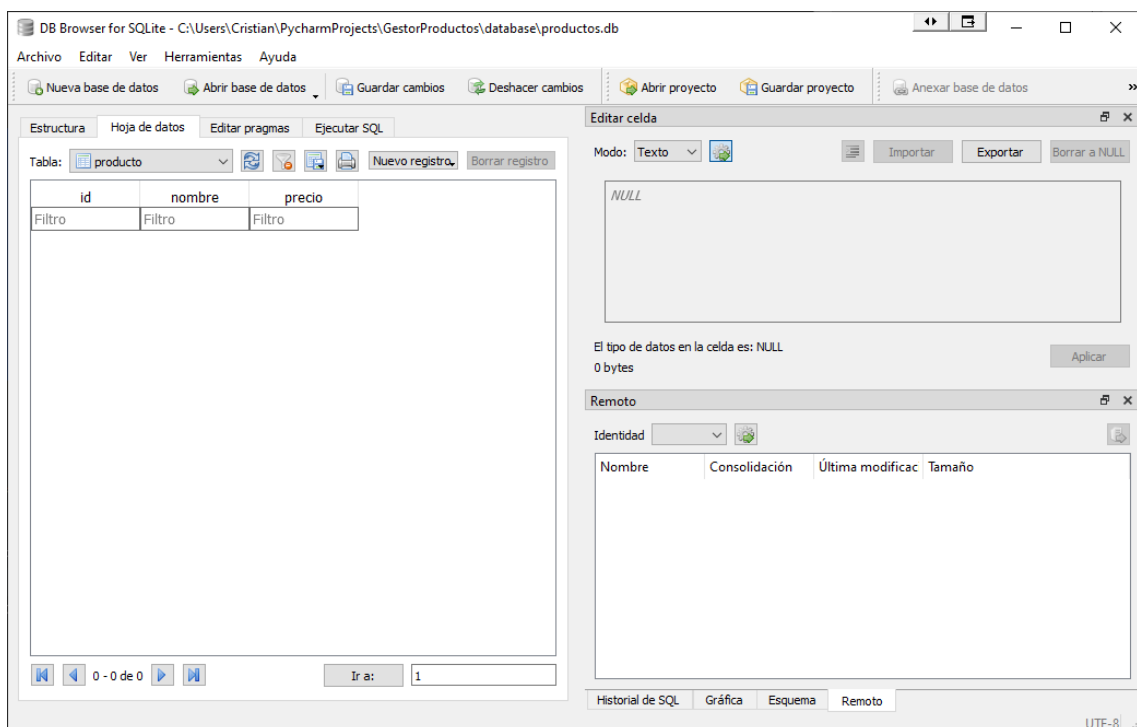 DB Browser for SQLite - C:\Users\Cristian\PycharmProjects\GestorProductos\database\productos.db
Archivo Editar Ver Herramientas Ayuda
Nueva base de datos Abrir base de datos Guardar cambios Deshacer cambios Abrir proyecto Guardar proyecto Anexar base de datos »
Estructura Hoja de datos Editar pragmas Ejecutar SQL
Tabla: producto Nuevo registro Borrar registro
id nombre precio
Filtro Filtro Filtro
0 - 0 de 0 Ir a: 1
Editar celda
Modo: Texto Importar Exportar Borrar a NULL
NULL
El tipo de datos en la celda es: NULL
0 bytes
Aplicar
Remoto
Identidad
Nombre Consolidación Última modificac Tamaño
Historial de SQL Gráfica Esquema Remoto
UTF-8